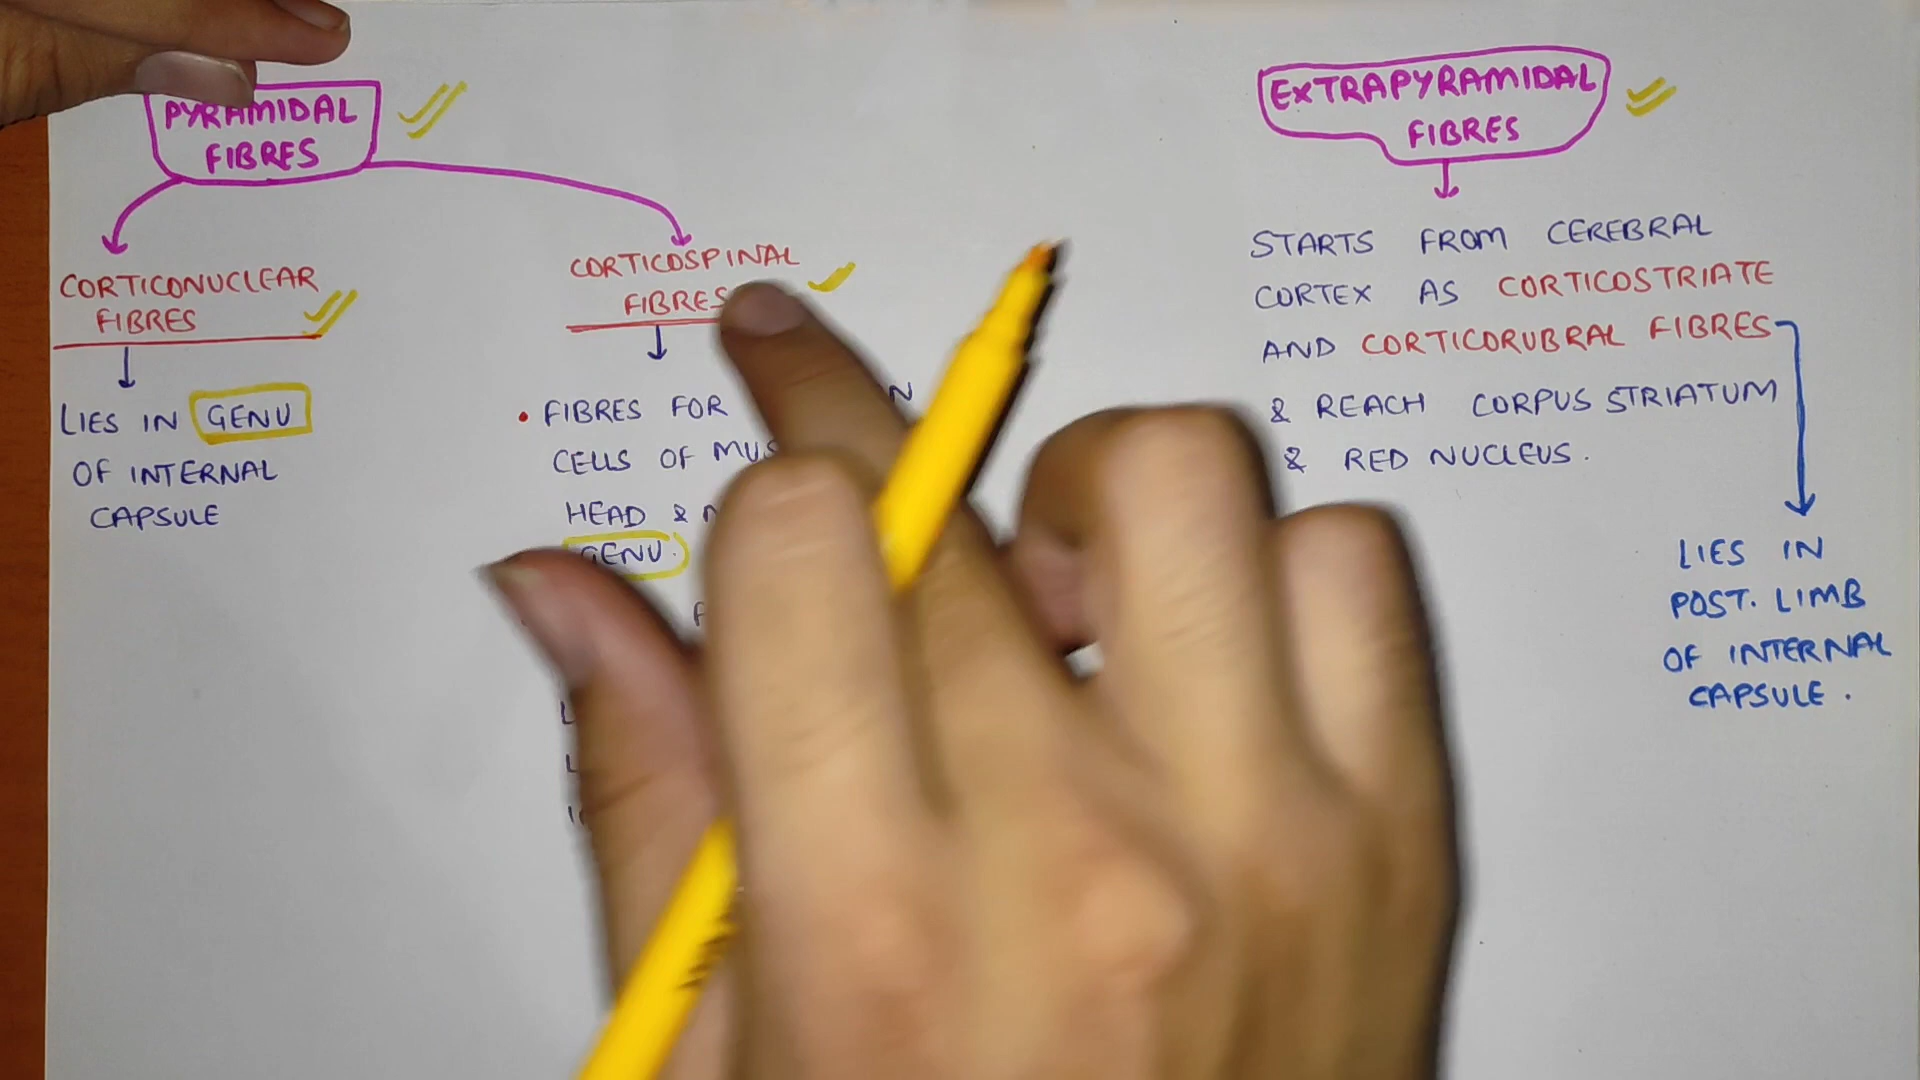 PYRAMIDAL
FIBRES
CORTICONUCLEAR
FIBRES
LIES IN GENU
OF INTERNAL
CAPSULE
CORTICOSPINAL
FIBRES
• FIBRES FOR
CELLS OF
HEAD &
GENU.
EXTRAPYRAMIDAL
FIBRES
STARTS FROM CEREBRAL
CORTEX AS CORTICOSTRIATE
AND CORTICORUBRAL FIBRES
& REACH CORPUS STRIATUM
& RED NUCLEUS.
LIES IN
POST. LIMB
OF INTERNAL
CAPSULE.